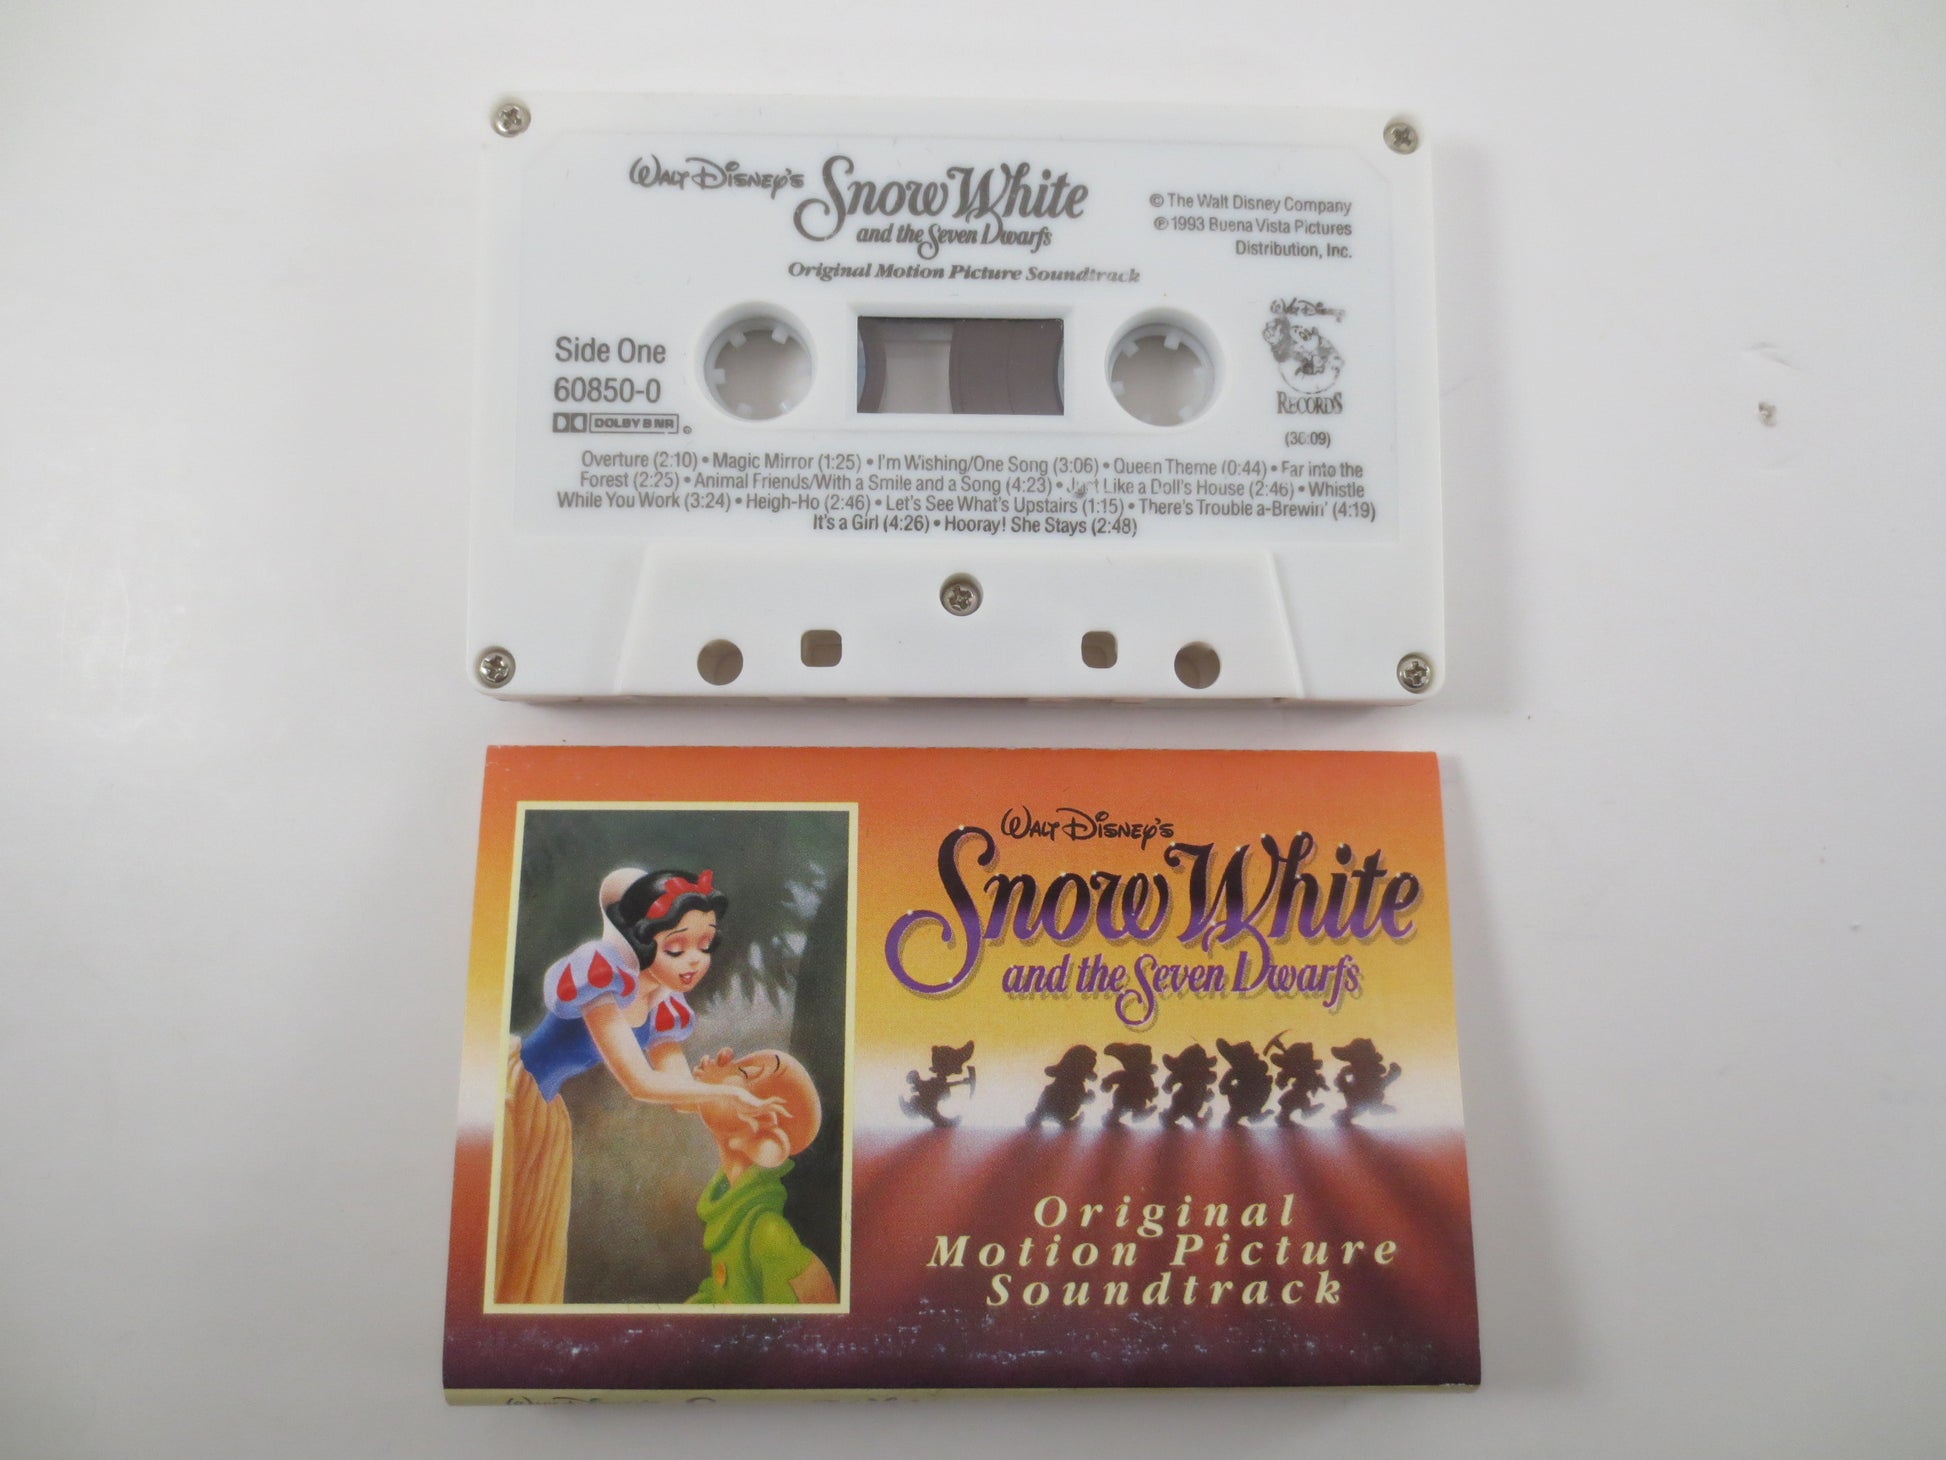 WALT DISNEY'S Snow White
and the Seven Dwarfs
Original Motion Picture Soundtrack
© The Walt Disney Company
℗ 1993 Buena Vista Pictures
Distribution, Inc.
Side One
60850-0
DOLBY B NR
Walt Disney
RECORDS
Overture (2:10) • Magic Mirror (1:25) • I'm Wishing/One Song (3:06) • Queen Theme (0:44) • Far into the
Forest (2:25) • Animal Friends/With a Smile and a Song (4:23) • Just Like a Doll's House (2:46) • Whistle
While You Work (3:24) • Heigh-Ho (2:46) • Let's See What's Upstairs (1:15) • There's Trouble a-Brewin' (4:19)
It's a Girl (4:26) • Hooray! She Stays (2:48)
WALT DISNEY'S
Snow White
and the Seven Dwarfs
Original
Motion Picture
Soundtrack